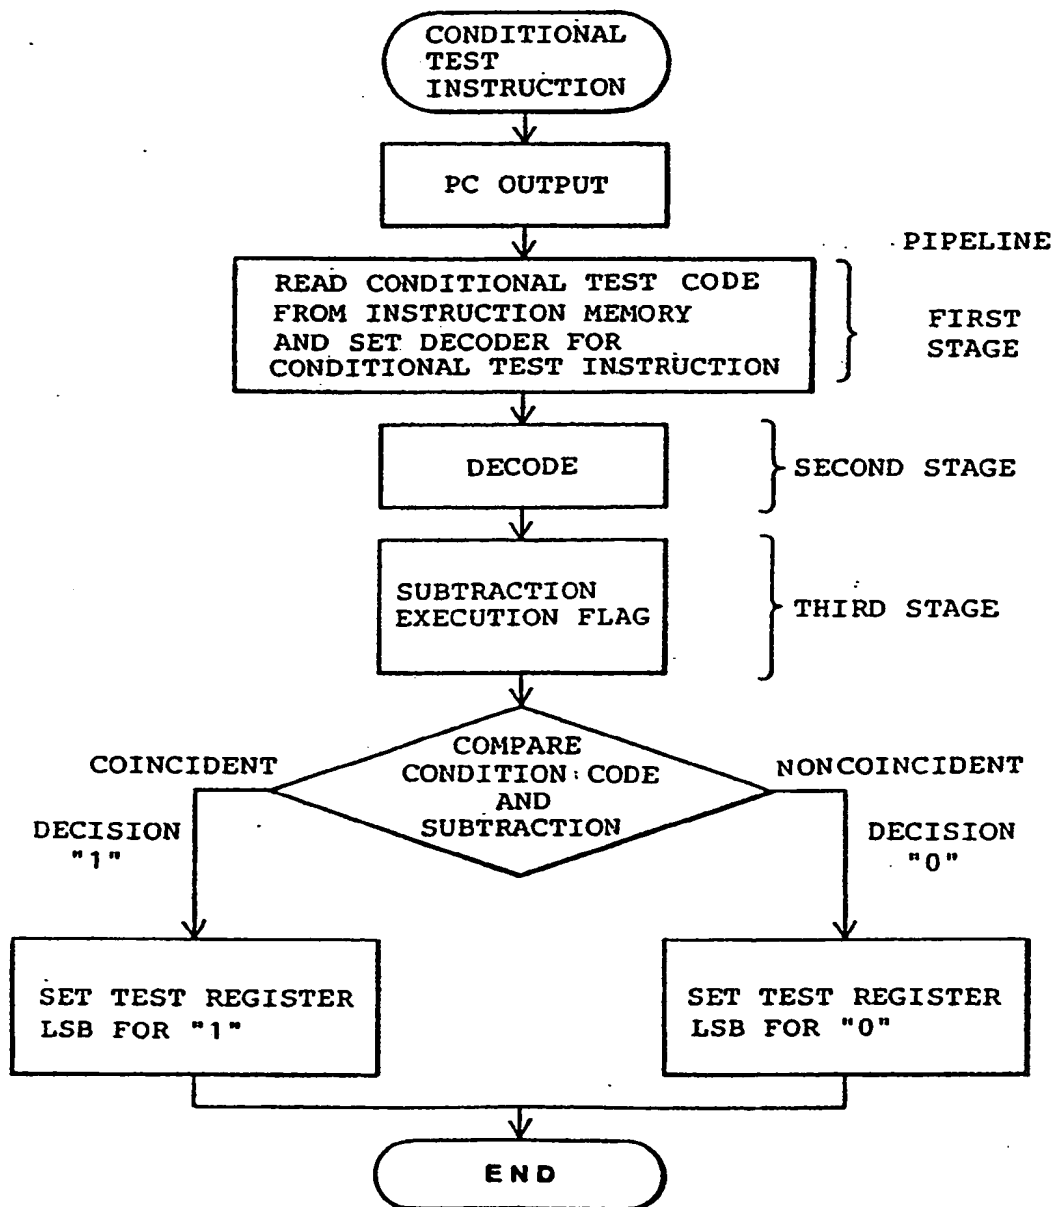 CONDITIONAL
TEST
INSTRUCTION
PC OUTPUT
PIPELINE
READ CONDITIONAL TEST CODE
FROM INSTRUCTION MEMORY
AND SET DECODER FOR
CONDITIONAL TEST INSTRUCTION
FIRST
STAGE
DECODE
SECOND STAGE
SUBTRACTION
EXECUTION FLAG
THIRD STAGE
COMPARE
CONDITION CODE
AND
SUBTRACTION
COINCIDENT
NONCOINCIDENT
DECISION
"1"
DECISION
"0"
SET TEST REGISTER
LSB FOR "1"
SET TEST REGISTER
LSB FOR "0"
END